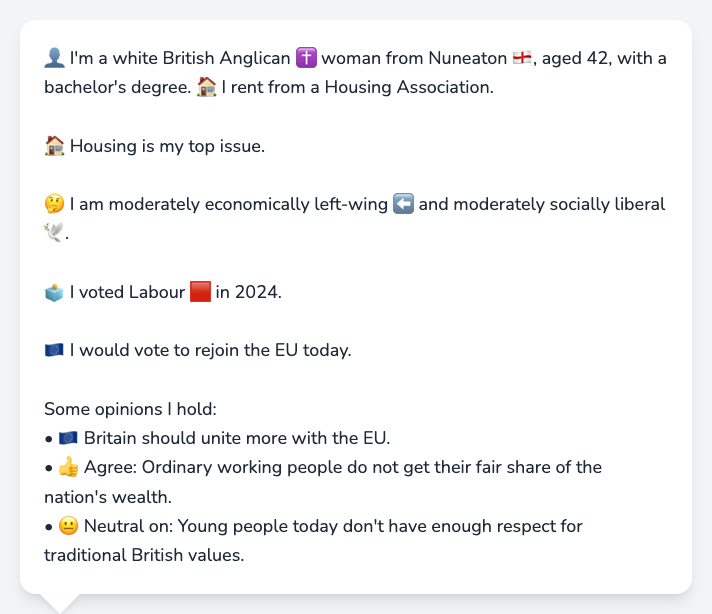 👤 I'm a white British Anglican ✝️ woman from Nuneaton 🏴󠁧󠁢󠁥󠁮󠁧󠁿, aged 42, with a
bachelor's degree. 🏠 I rent from a Housing Association.
🏠 Housing is my top issue.
🤔 I am moderately economically left-wing ⬅️ and moderately socially liberal
🕊️.
🗳️ I voted Labour 🟥 in 2024.
🇪🇺 I would vote to rejoin the EU today.
Some opinions I hold:
• 🇪🇺 Britain should unite more with the EU.
• 👍 Agree: Ordinary working people do not get their fair share of the
nation's wealth.
• 😐 Neutral on: Young people today don't have enough respect for
traditional British values.